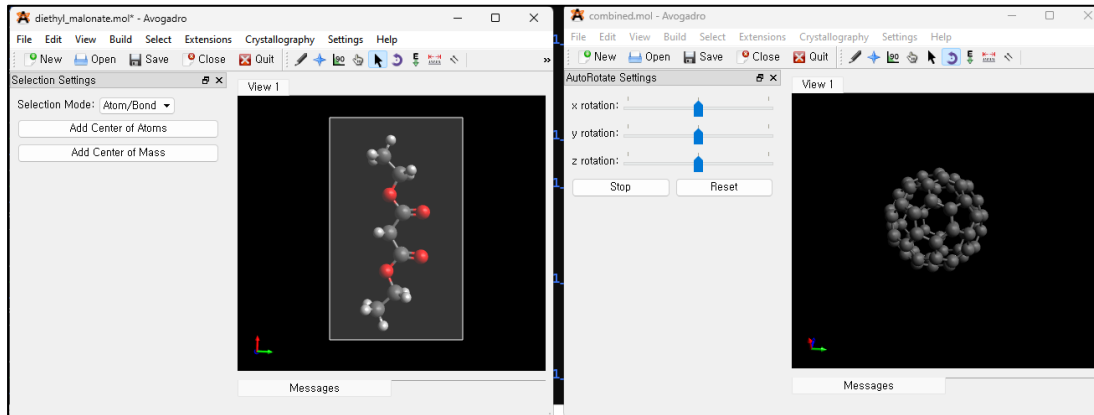 diethyl_malonate.mol* - Avogadro
File Edit View Build Select Extensions Crystallography Settings Help
New Open Save Close Quit »
Selection Settings
Selection Mode: Atom/Bond
Add Center of Atoms
Add Center of Mass
View 1
Messages
combined.mol - Avogadro
File Edit View Build Select Extensions Crystallography Settings Help
New Open Save Close Quit
AutoRotate Settings
x rotation:
y rotation:
z rotation:
Stop Reset
View 1
Messages